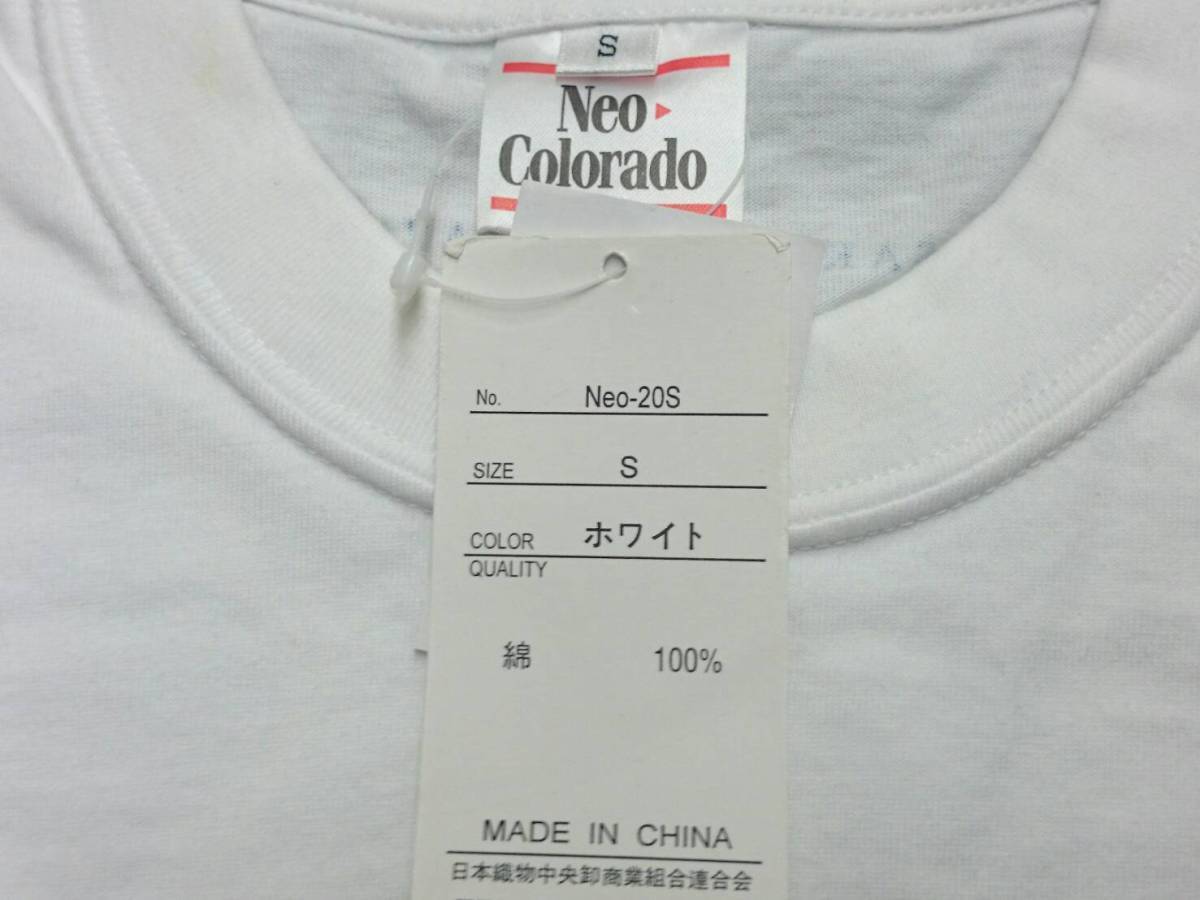 S
Neo
Colorado
No. Neo-20S
SIZE S
COLOR ホワイト
QUALITY
綿 100%
MADE IN CHINA
日本織物中央卸商業組合連合会